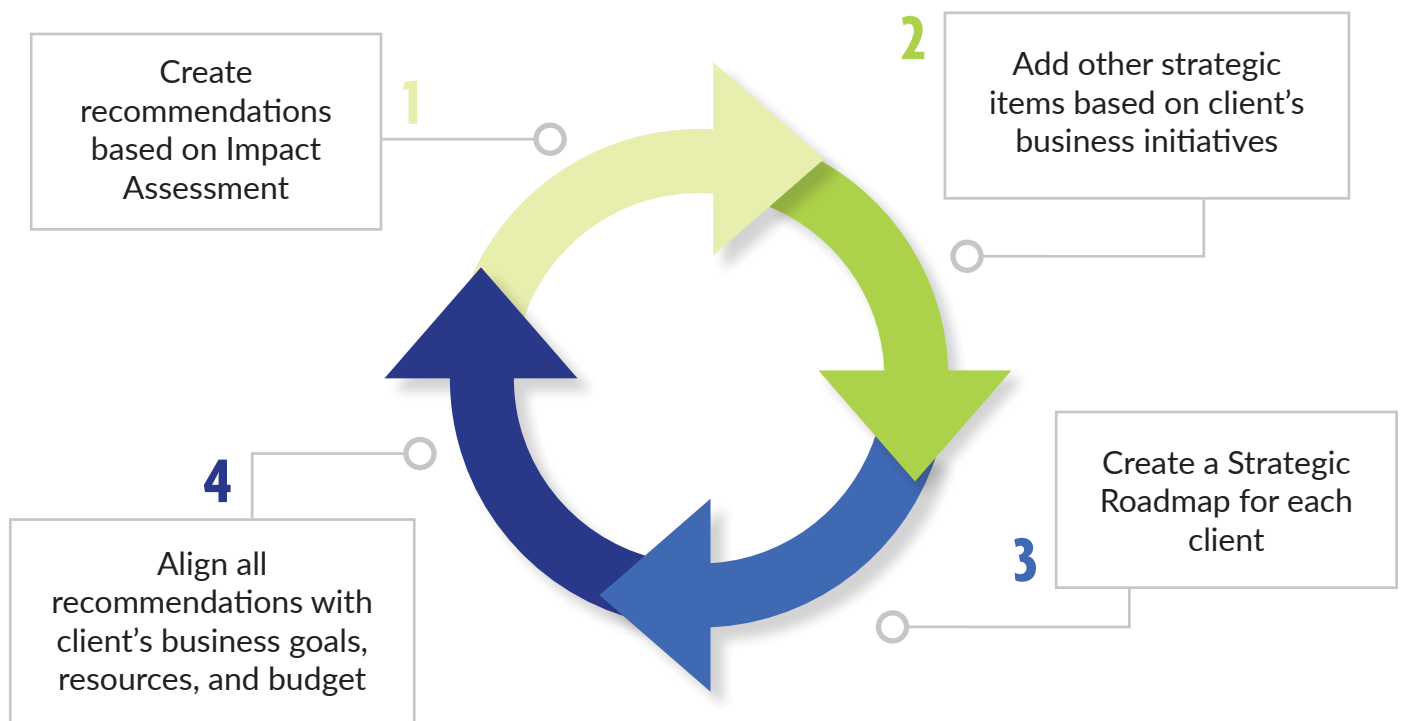 1
Create
recommendations
based on Impact
Assessment
2
Add other strategic
items based on client’s
business initiatives
3
Create a Strategic
Roadmap for each
client
4
Align all
recommendations with
client’s business goals,
resources, and budget